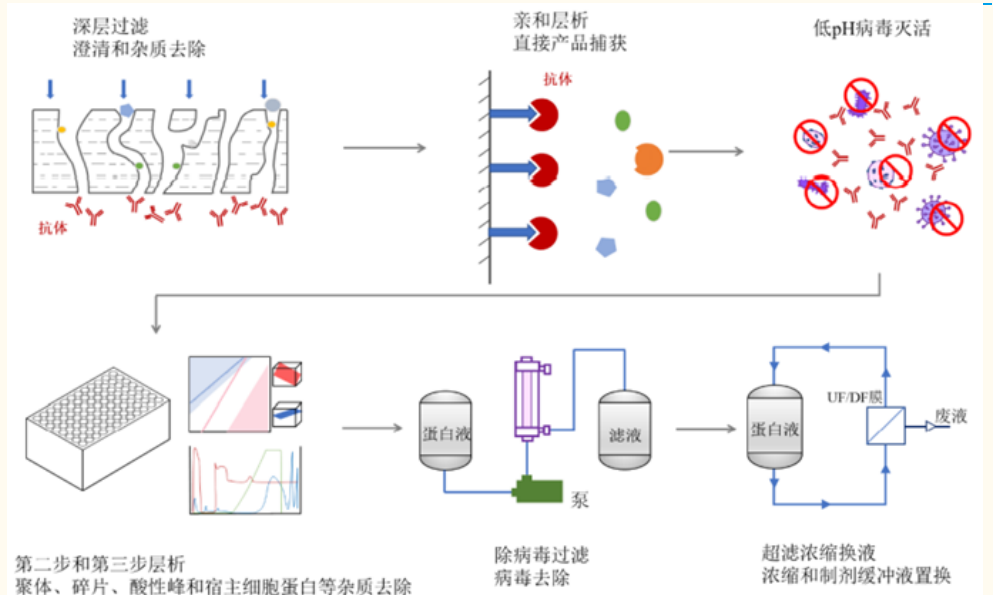 深层过滤
澄清和杂质去除
亲和层析
直接产品捕获
低pH病毒灭活
抗体
抗体
蛋白液
滤液
泵
UF/DF膜
蛋白液
废液
第二步和第三步层析
聚体、碎片、酸性峰和宿主细胞蛋白等杂质去除
除病毒过滤
病毒去除
超滤浓缩换液
浓缩和制剂缓冲液置换